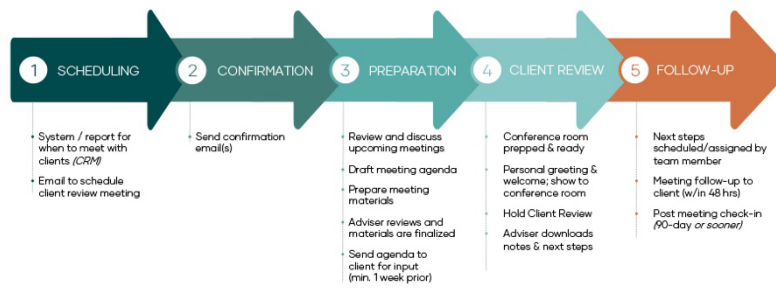 1 SCHEDULING
System / report for
when to meet with
clients (CRM)
Email to schedule
client review meeting
2 CONFIRMATION
Send confirmation
email(s)
3 PREPARATION
Review and discuss
upcoming meetings
Draft meeting agenda
Prepare meeting
materials
Adviser reviews and
materials are finalized
Send agenda to
client for input
(min. 1 week prior)
4 CLIENT REVIEW
Conference room
prepped & ready
Personal greeting &
welcome; show to
conference room
Hold Client Review
Adviser downloads
notes & next steps
5 FOLLOW-UP
Next steps
scheduled/assigned by
team member
Meeting follow-up to
client (w/in 48 hrs)
Post meeting check-in
(90-day or sooner)